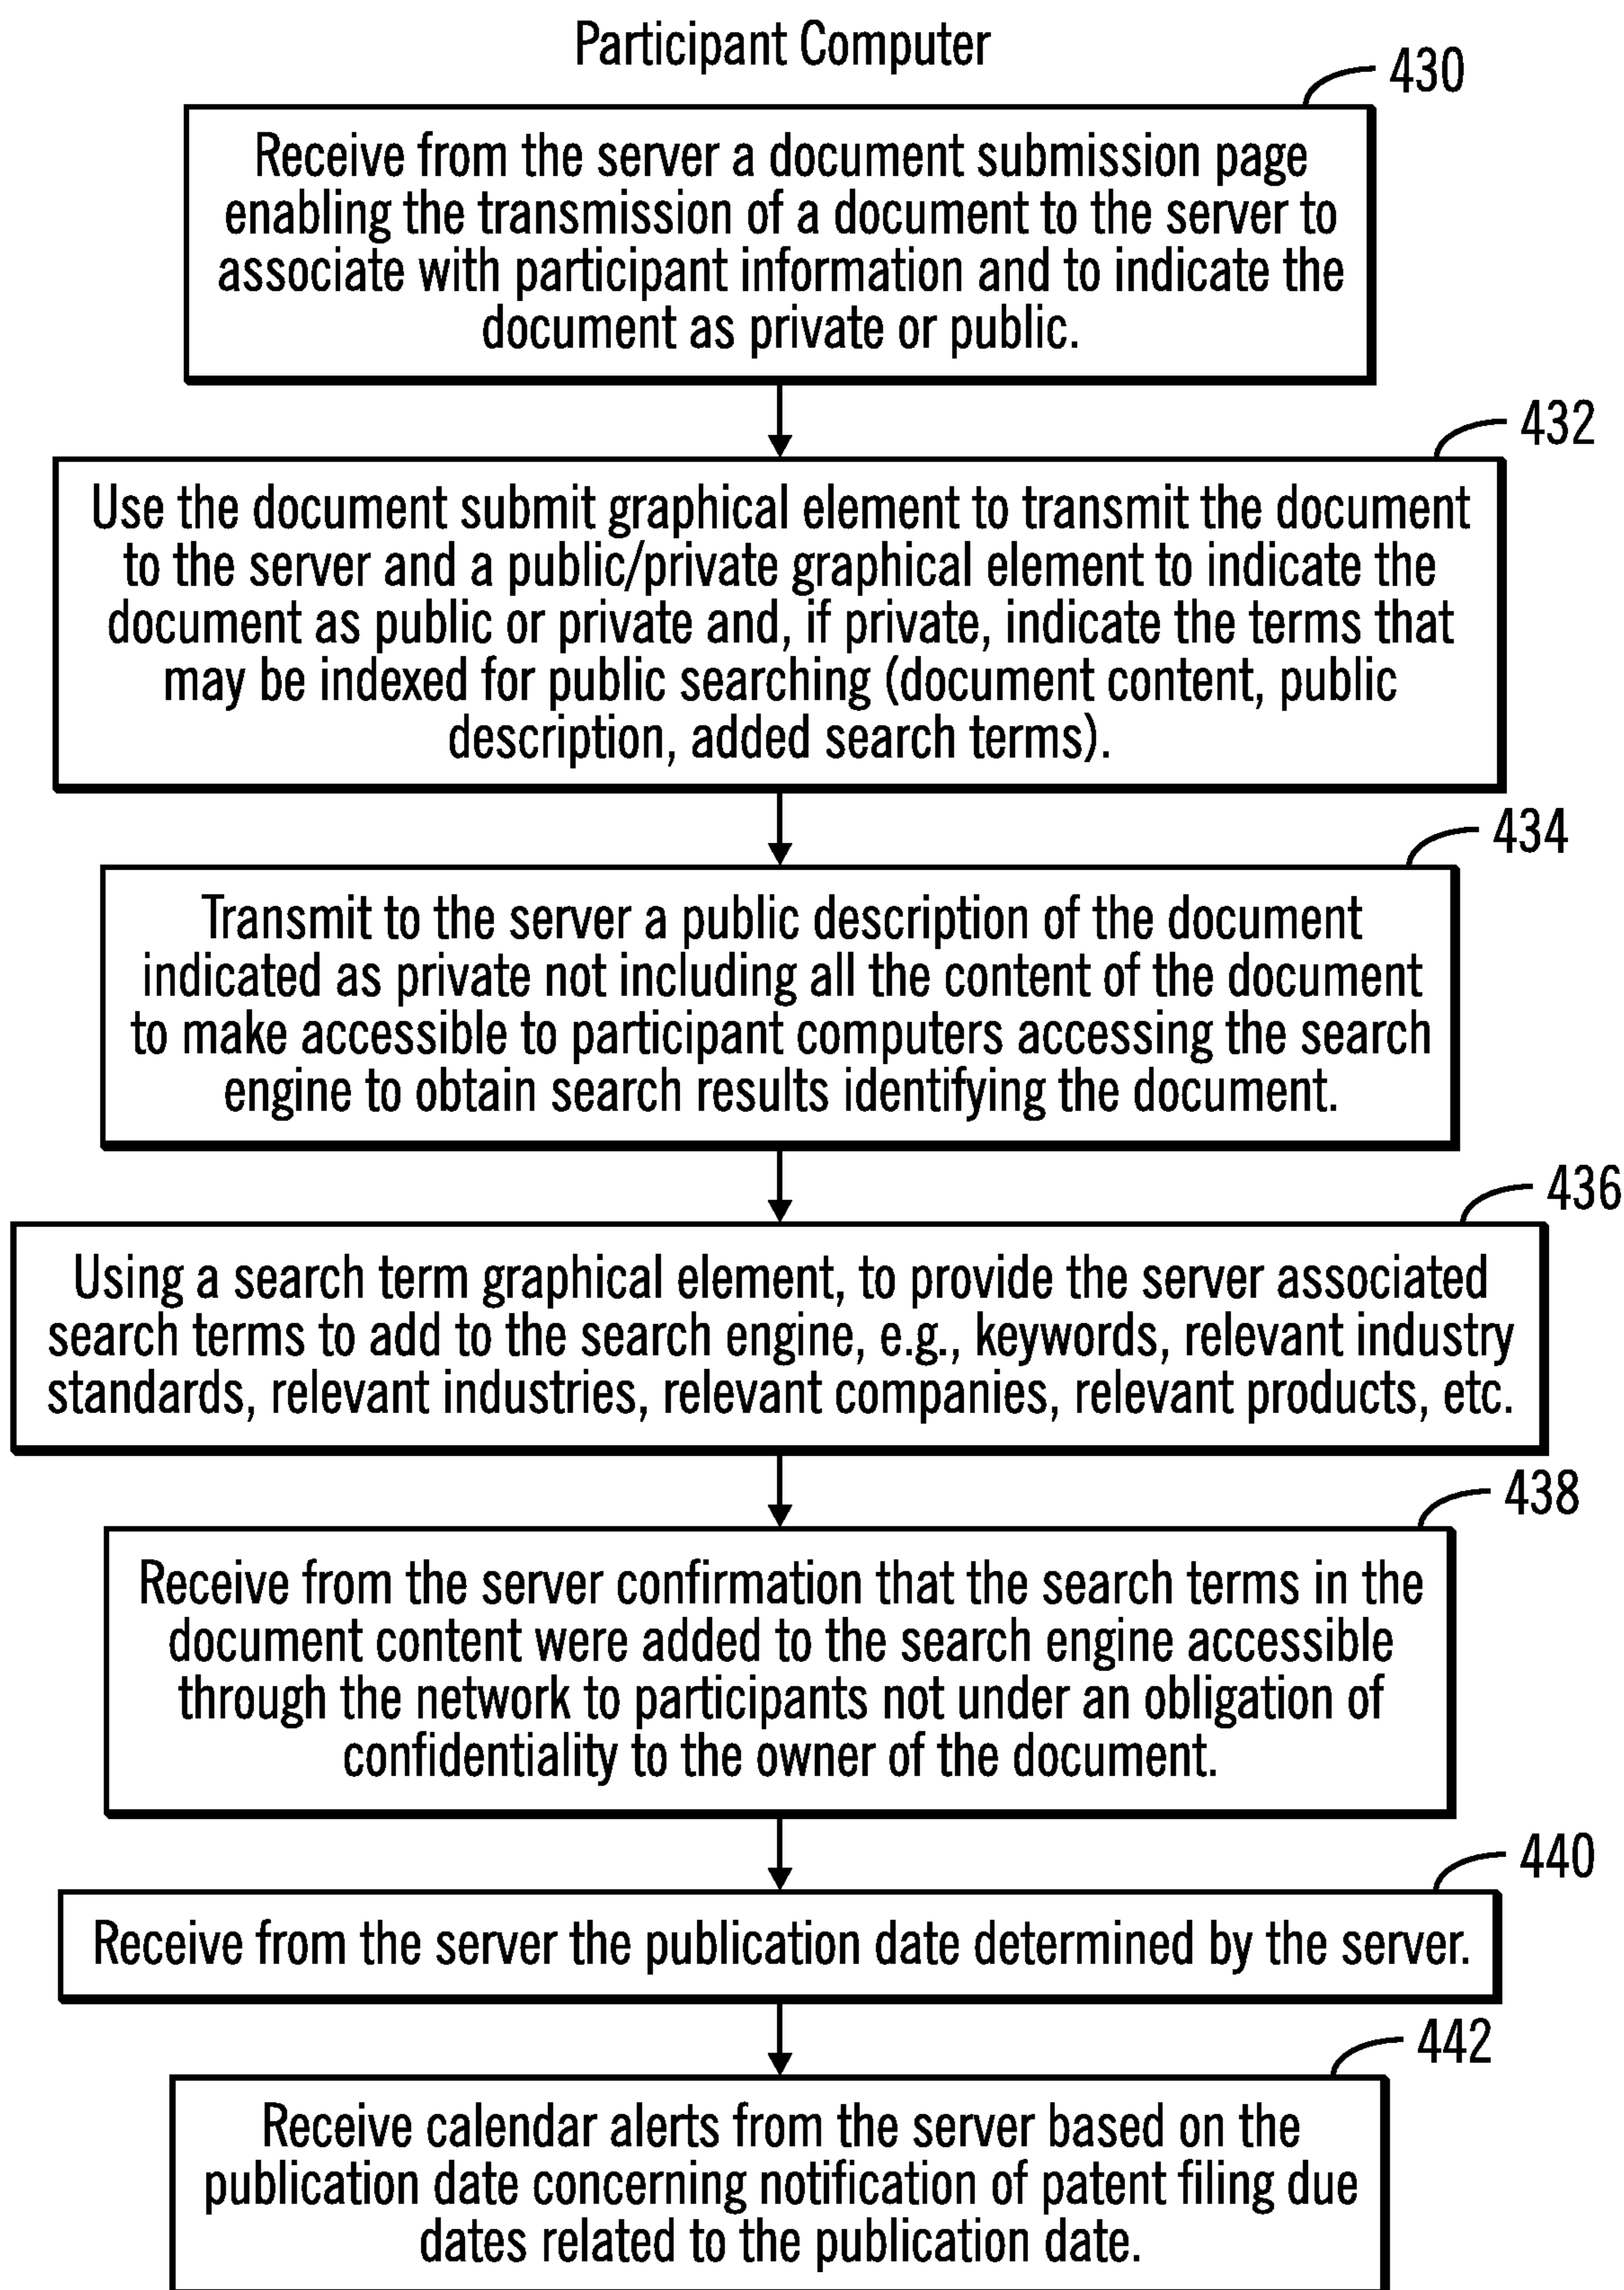 Participant Computer
430
Receive from the server a document submission page
enabling the transmission of a document to the server to
associate with participant information and to indicate the
document as private or public.
432
Use the document submit graphical element to transmit the document
to the server and a public/private graphical element to indicate the
document as public or private and, if private, indicate the terms that
may be indexed for public searching (document content, public
description, added search terms).
434
Transmit to the server a public description of the document
indicated as private not including all the content of the document
to make accessible to participant computers accessing the search
engine to obtain search results identifying the document.
436
Using a search term graphical element, to provide the server associated
search terms to add to the search engine, e.g., keywords, relevant industry
standards, relevant industries, relevant companies, relevant products, etc.
438
Receive from the server confirmation that the search terms in the
document content were added to the search engine accessible
through the network to participants not under an obligation of
confidentiality to the owner of the document.
440
Receive from the server the publication date determined by the server.
442
Receive calendar alerts from the server based on the
publication date concerning notification of patent filing due
dates related to the publication date.